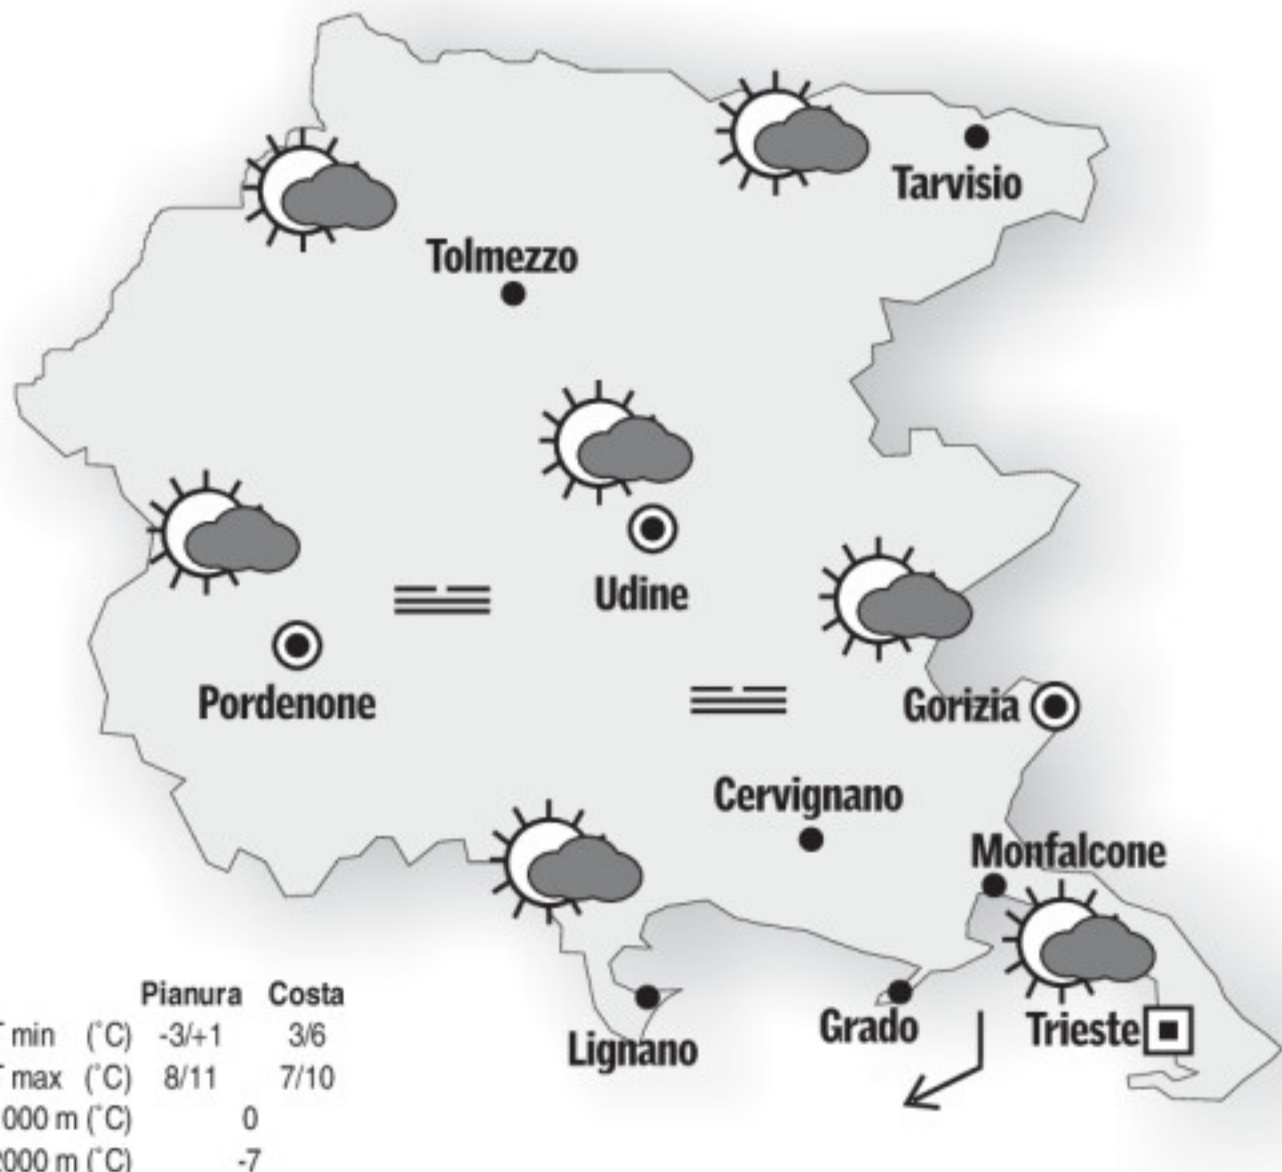 Tarvisio
Tolmezzo
Udine
Pordenone
Gorizia
Cervignano
Monfalcone
Grado
Trieste
Lignano
Pianura Costa
T min (°C) -3/+1 3/6
T max (°C) 8/11 7/10
000 m (°C) 0
2000 m (°C) -7